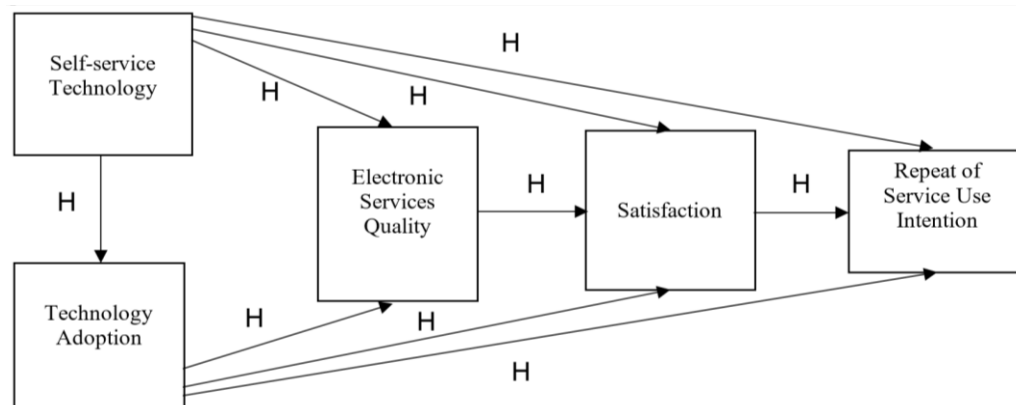 H
Self-service
Technology
H
H
H
Electronic
Services
Quality
H
Satisfaction
H
Repeat of
Service Use
Intention
Technology
Adoption
H
H
H